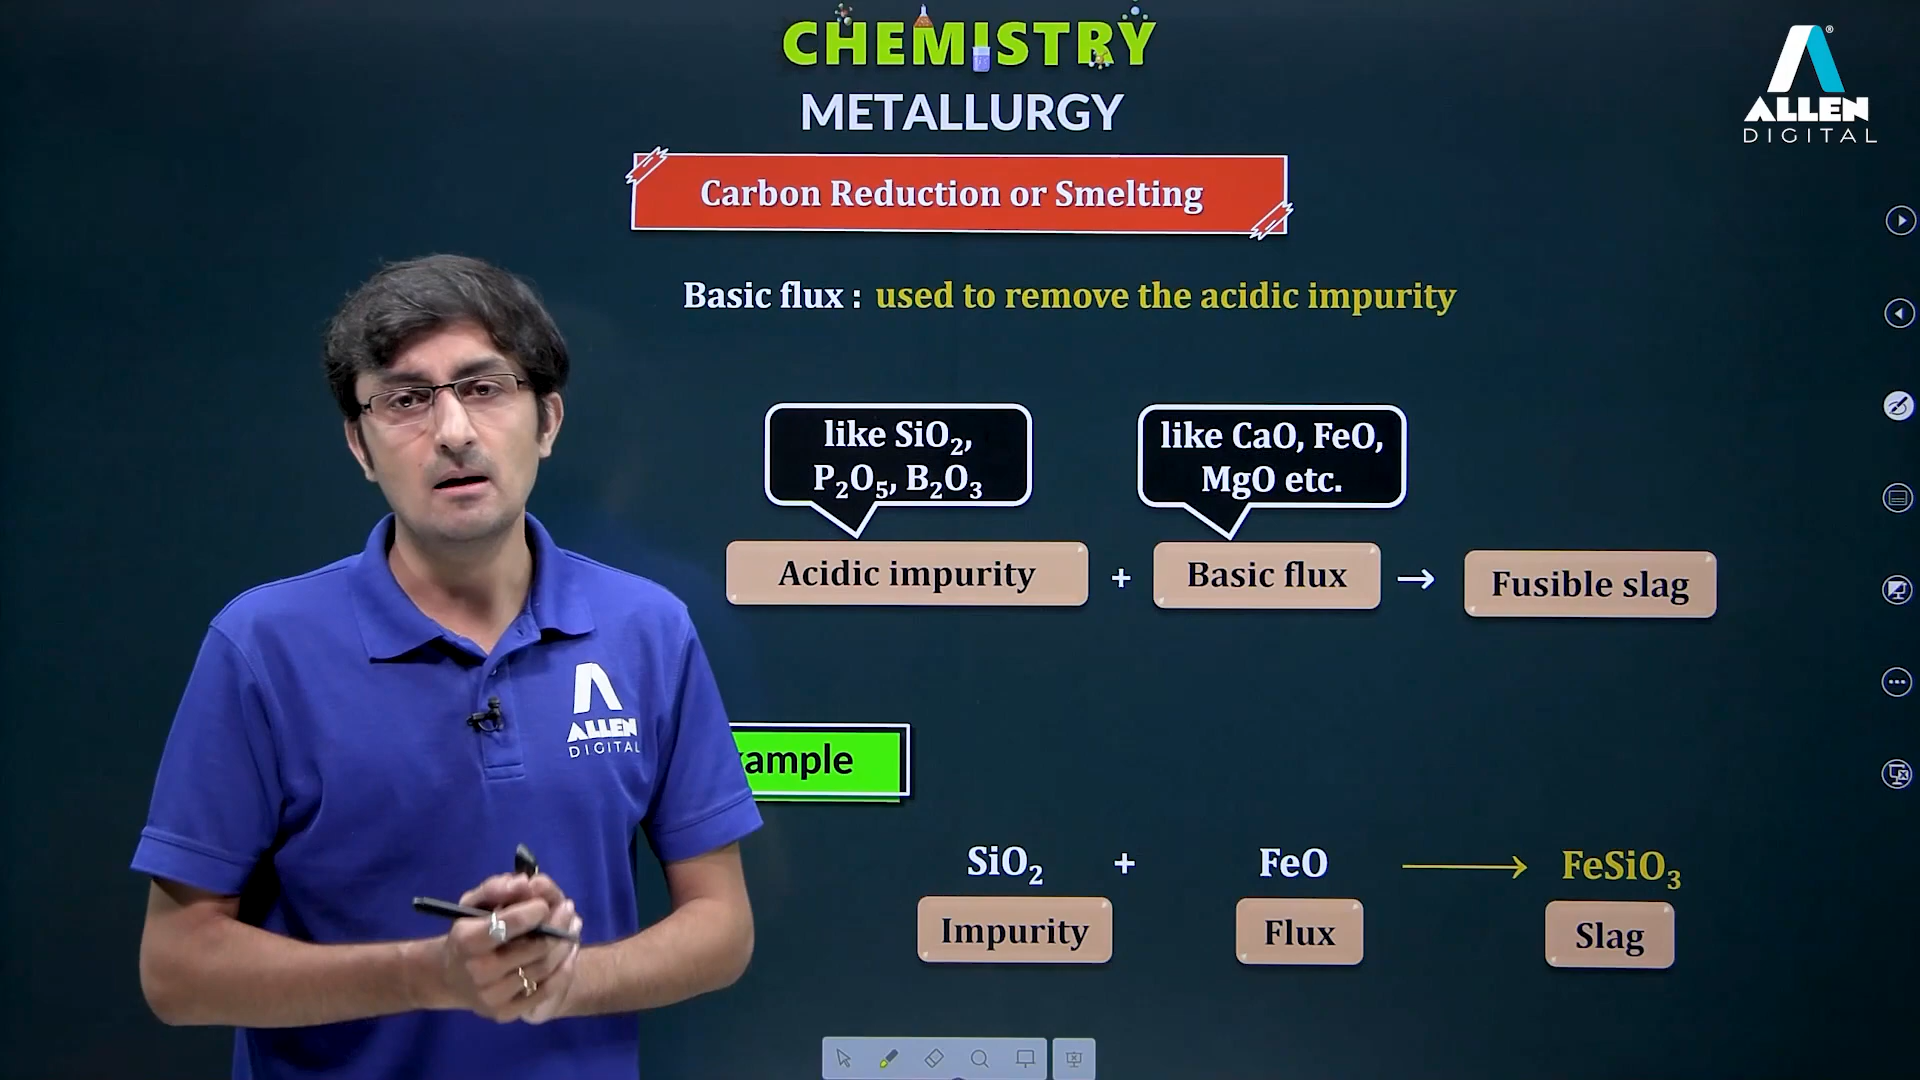 CHEMISTRY
METALLURGY
ALLEN
DIGITAL
Carbon Reduction or Smelting
Basic flux : used to remove the acidic impurity
like SiO₂,
P₂O₅, B₂O₃
like CaO, FeO,
MgO etc.
Acidic impurity + Basic flux → Fusible slag
ALLEN
DIGITAL
xample
SiO₂ + FeO ⟶ FeSiO₃
Impurity Flux Slag